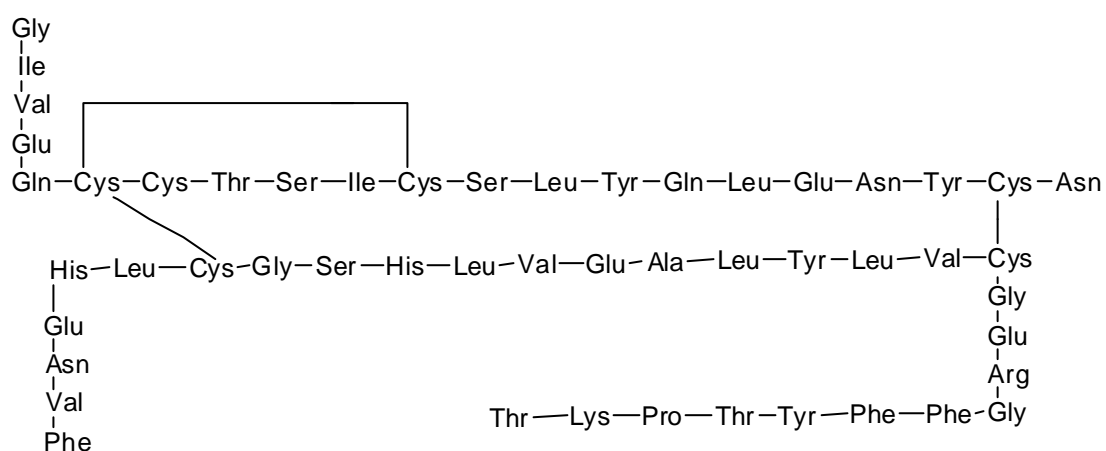 Gly
Ile
Val
Glu
Gln Cys Cys Thr Ser Ile Cys Ser Leu Tyr Gln Leu Glu Asn Tyr Cys Asn
His Leu Cys Gly Ser His Leu Val Glu Ala Leu Tyr Leu Val Cys
Glu
Asn
Val
Phe
Gly
Glu
Arg
Thr Lys Pro Thr Tyr Phe Phe Gly